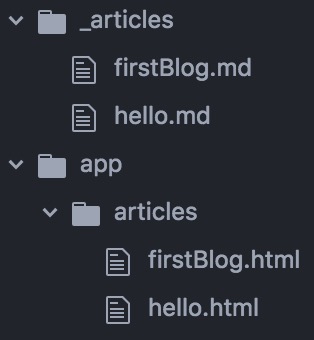 _articles
firstBlog.md
hello.md
app
articles
firstBlog.html
hello.html